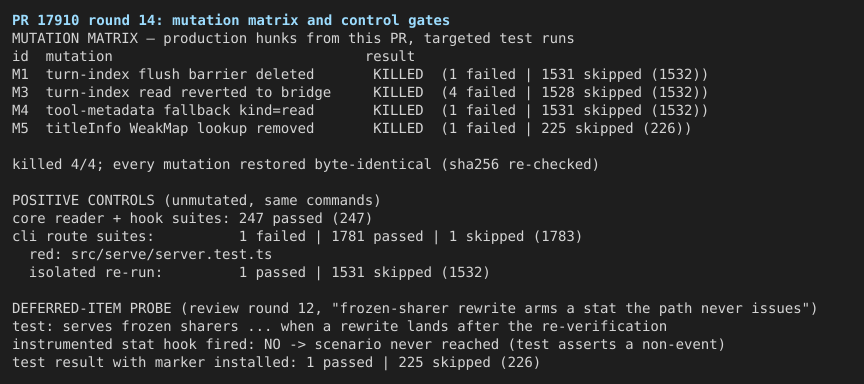 PR 17910 round 14: mutation matrix and control gates
MUTATION MATRIX — production hunks from this PR, targeted test runs
id  mutation                               result
M1  turn-index flush barrier deleted       KILLED  (1 failed | 1531 skipped (1532))
M3  turn-index read reverted to bridge     KILLED  (4 failed | 1528 skipped (1532))
M4  tool-metadata fallback kind=read       KILLED  (1 failed | 1531 skipped (1532))
M5  titleInfo WeakMap lookup removed       KILLED  (1 failed | 225 skipped (226))
killed 4/4; every mutation restored byte-identical (sha256 re-checked)
POSITIVE CONTROLS (unmutated, same commands)
core reader + hook suites: 247 passed (247)
cli route suites:          1 failed | 1781 passed | 1 skipped (1783)
  red: src/serve/server.test.ts
  isolated re-run:         1 passed | 1531 skipped (1532)
DEFERRED-ITEM PROBE (review round 12, "frozen-sharer rewrite arms a stat the path never issues")
test: serves frozen sharers ... when a rewrite lands after the re-verification
instrumented stat hook fired: NO -> scenario never reached (test asserts a non-event)
test result with marker installed: 1 passed | 225 skipped (226)